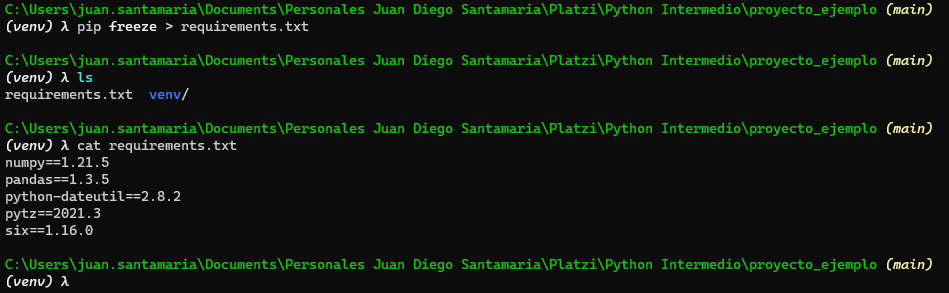 C:\Users\juan.santamaria\Documents\Personales Juan Diego Santamaria\Platzi\Python Intermedio\proyecto_ejemplo (main)
(venv) λ pip freeze > requirements.txt
C:\Users\juan.santamaria\Documents\Personales Juan Diego Santamaria\Platzi\Python Intermedio\proyecto_ejemplo (main)
(venv) λ ls
requirements.txt  venv/
C:\Users\juan.santamaria\Documents\Personales Juan Diego Santamaria\Platzi\Python Intermedio\proyecto_ejemplo (main)
(venv) λ cat requirements.txt
numpy==1.21.5
pandas==1.3.5
python-dateutil==2.8.2
pytz==2021.3
six==1.16.0
C:\Users\juan.santamaria\Documents\Personales Juan Diego Santamaria\Platzi\Python Intermedio\proyecto_ejemplo (main)
(venv) λ